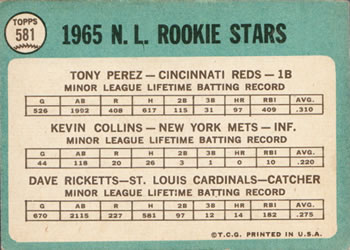 TOPPS
581
1965 N. L. ROOKIE STARS
TONY PEREZ — CINCINNATI REDS — 1B
MINOR LEAGUE LIFETIME BATTING RECORD
G AB R H 2B 3B HR RBI AVG.
526 1992 408 617 115 31 97 409 .310
KEVIN COLLINS — NEW YORK METS — INF.
MINOR LEAGUE LIFETIME BATTING RECORD
G AB R H 2B 3B HR RBI AVG.
44 118 20 26 3 1 0 10 .220
DAVE RICKETTS—ST. LOUIS CARDINALS—CATCHER
MINOR LEAGUE LIFETIME BATTING RECORD
G AB R H 2B 3B HR RBI AVG.
670 2115 227 581 97 12 14 182 .275
©T.C.G. PRINTED IN U.S.A.